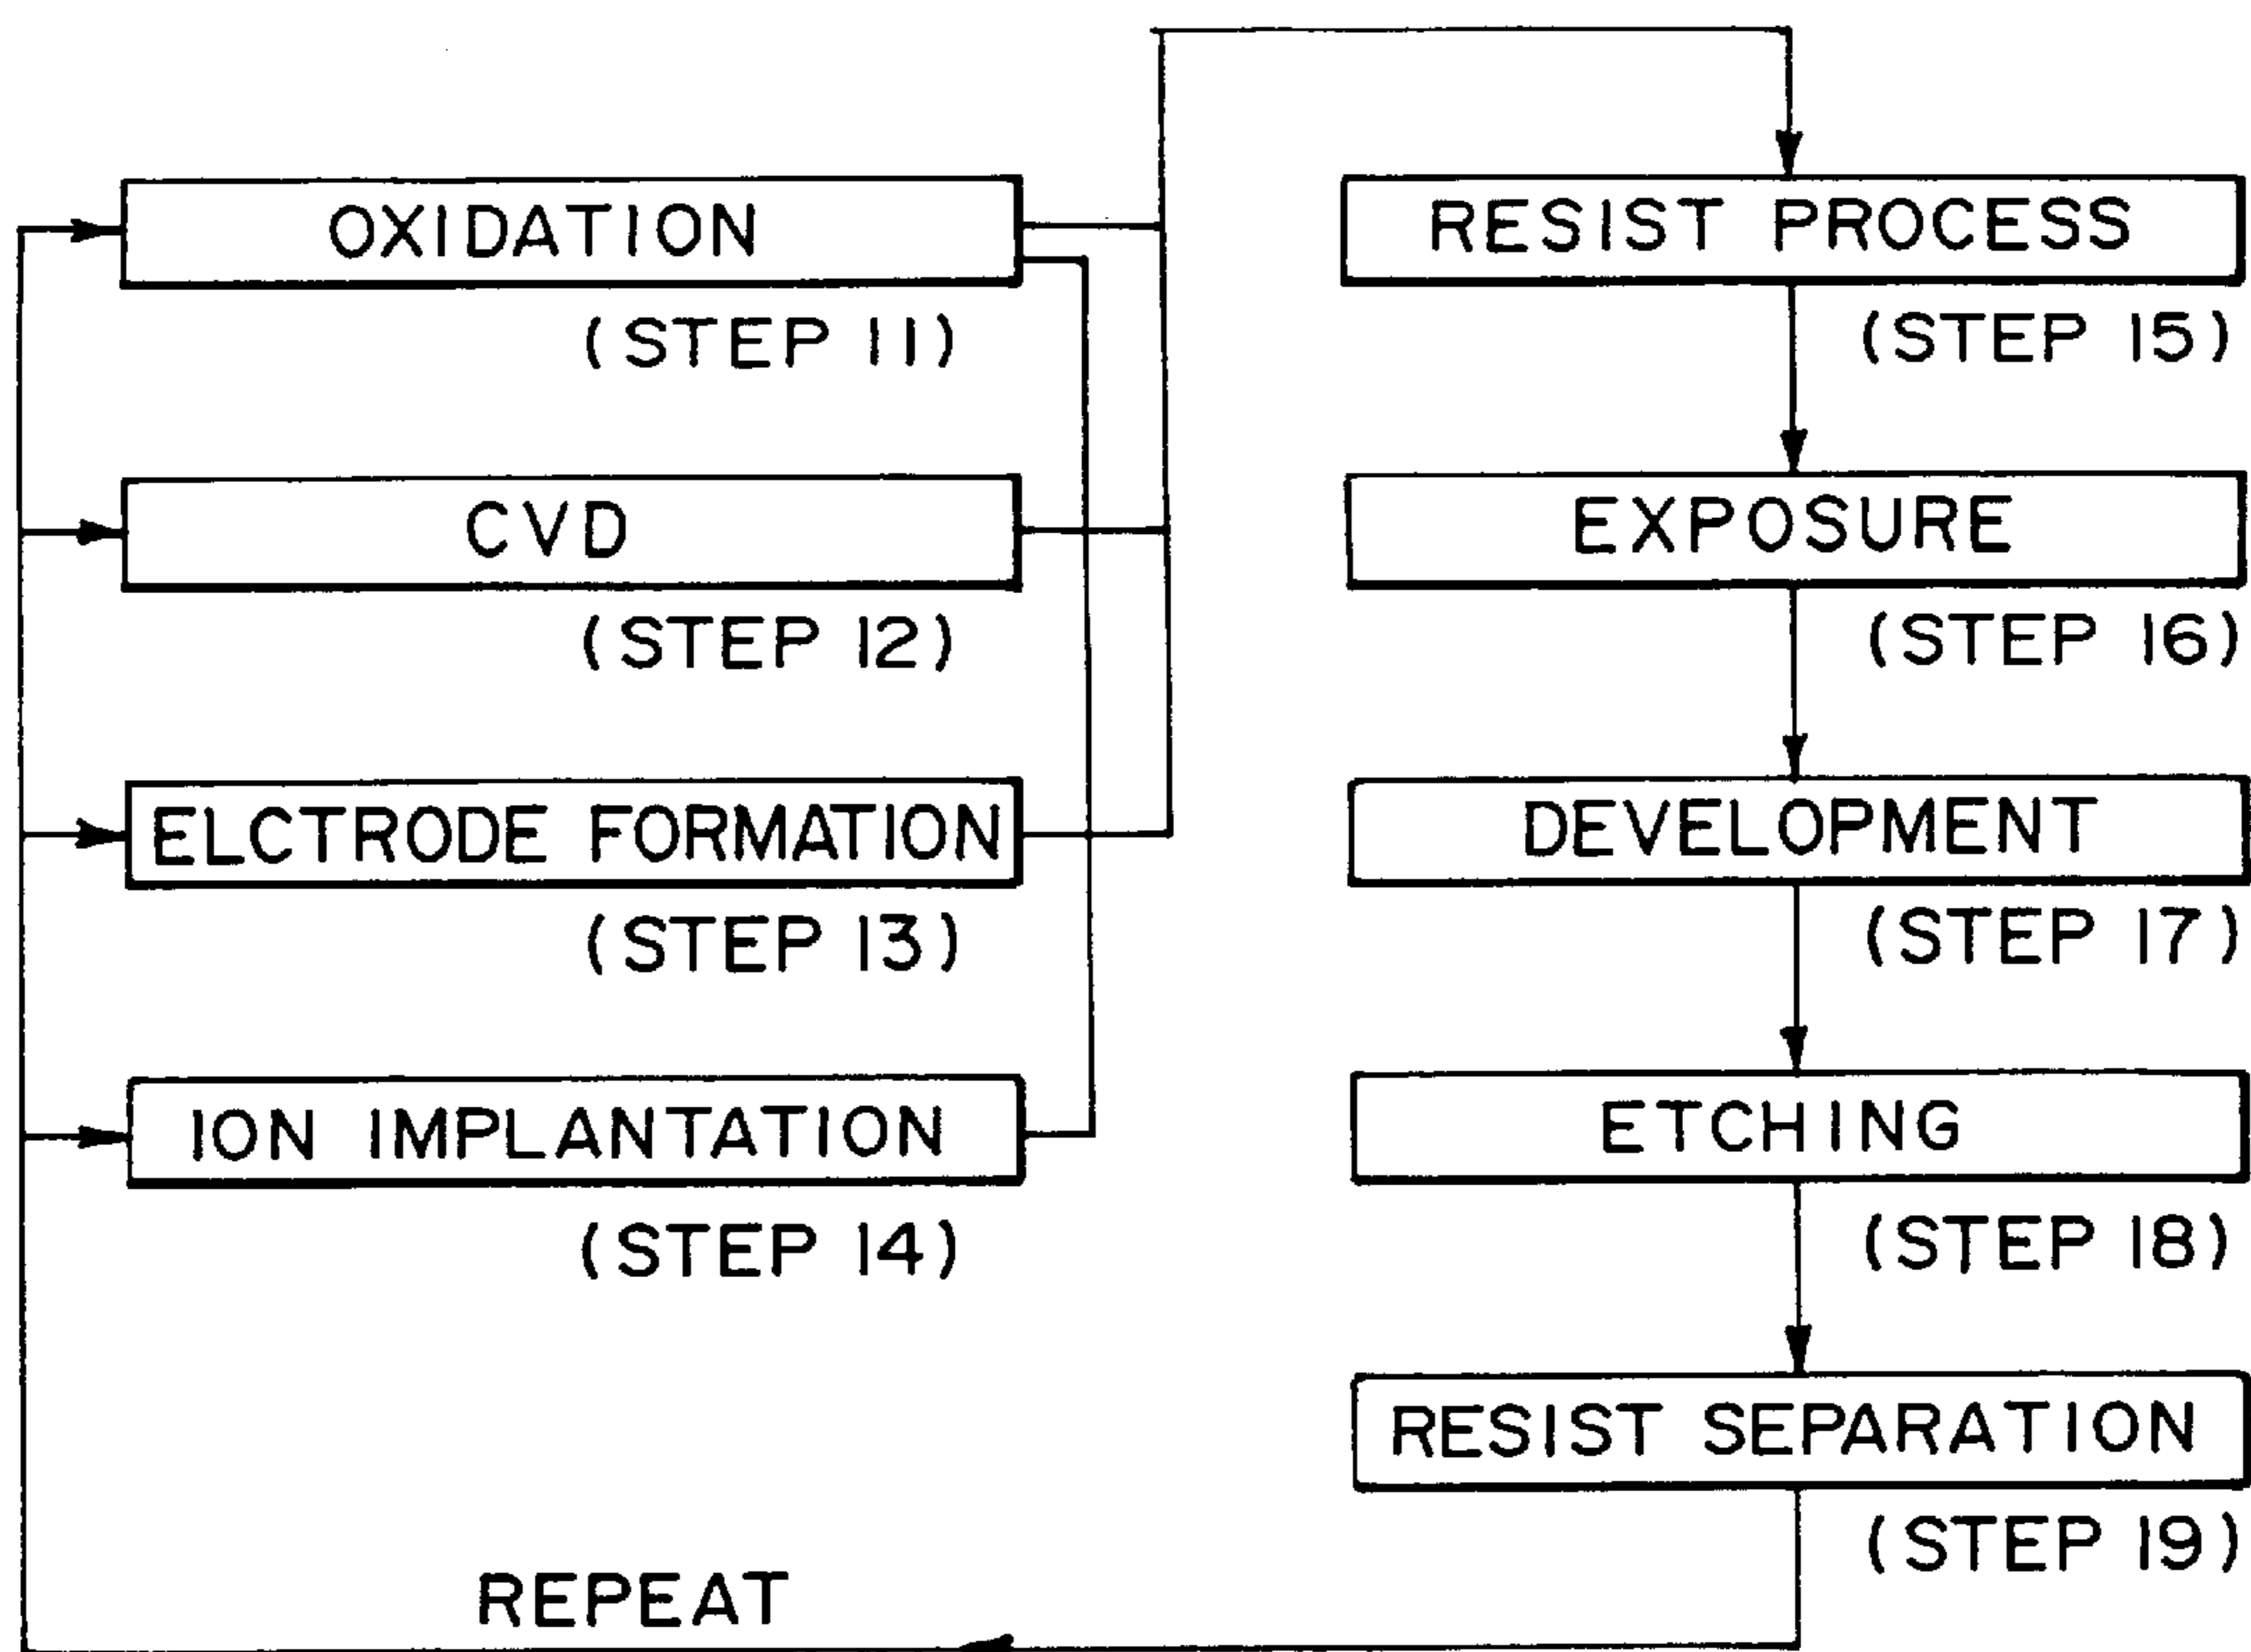 OXIDATION
(STEP 11)
CVD
(STEP 12)
ELCTRODE FORMATION
(STEP 13)
ION IMPLANTATION
(STEP 14)
RESIST PROCESS
(STEP 15)
EXPOSURE
(STEP 16)
DEVELOPMENT
(STEP 17)
ETCHING
(STEP 18)
RESIST SEPARATION
(STEP 19)
REPEAT